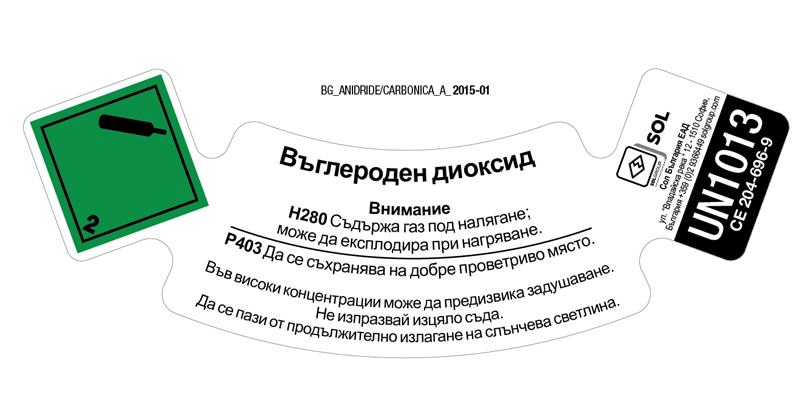 BG_ANIDRIDE/CARBONICA_A_ 2015-01
2
Въглероден диоксид
Внимание
H280 Съдържа газ под налягане;
може да експлодира при нагряване.
P403 Да се съхранява на добре проветриво място.
Във високи концентрации може да предизвика задушаване.
Не изпразвай изцяло съда.
Да се пази от продължително излагане на слънчева светлина.
SOL
Сол България ЕАД
ул. "Владайска река" 12 - 1510 София,
България +359 (0)2 9366449 solgroup.com
UN1013
CE 204-696-9